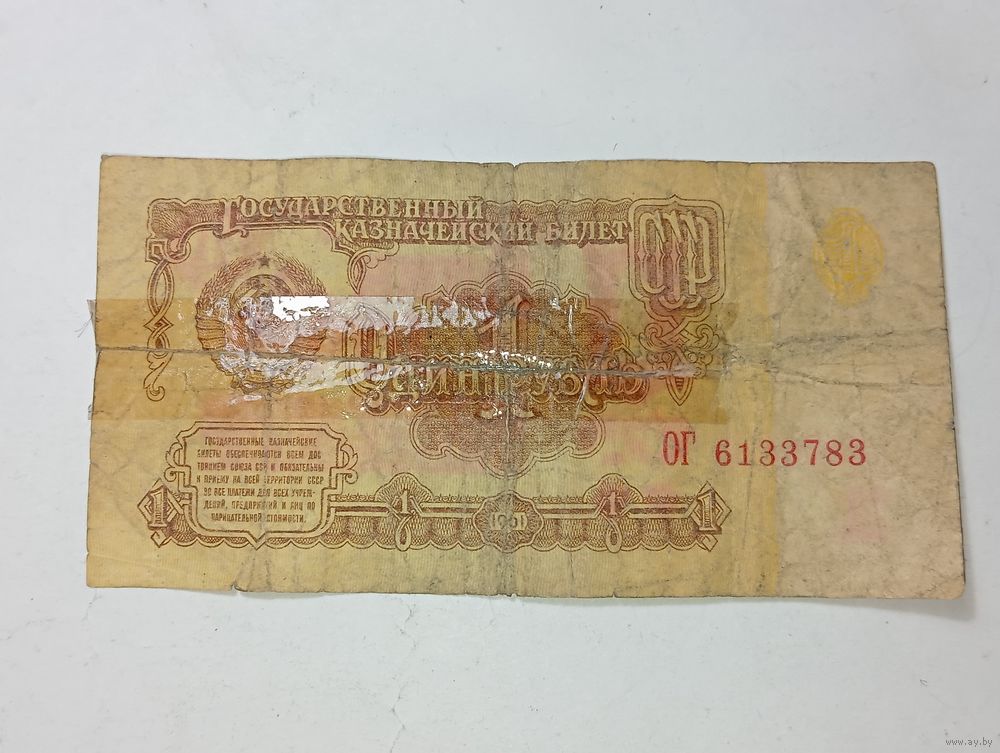 ГОСУДАРСТВЕННЫЙ
КАЗНАЧЕЙСКИЙ БИЛЕТ
СССР
1
1
ОДИН РУБЛЬ
ОГ 6133783
ГОСУДАРСТВЕННЫЕ КАЗНАЧЕЙСКИЕ
БИЛЕТЫ ОБЕСПЕЧИВАЮТСЯ ВСЕМ ДОС
ТОЯНИЕМ СОЮЗА ССР И ОБЯЗАТЕЛЬНЫ
К ПРИЕМУ НА ВСЕЙ ТЕРРИТОРИИ СССР
ВО ВСЕ ПЛАТЕЖИ ДЛЯ ВСЕХ УЧРЕЖ-
ДЕНИЙ, ПРЕДПРИЯТИЙ И ЛИЦ ПО
НАРИЦАТЕЛЬНОЙ СТОИМОСТИ.
1 1 1961 1 1
www.ay.by